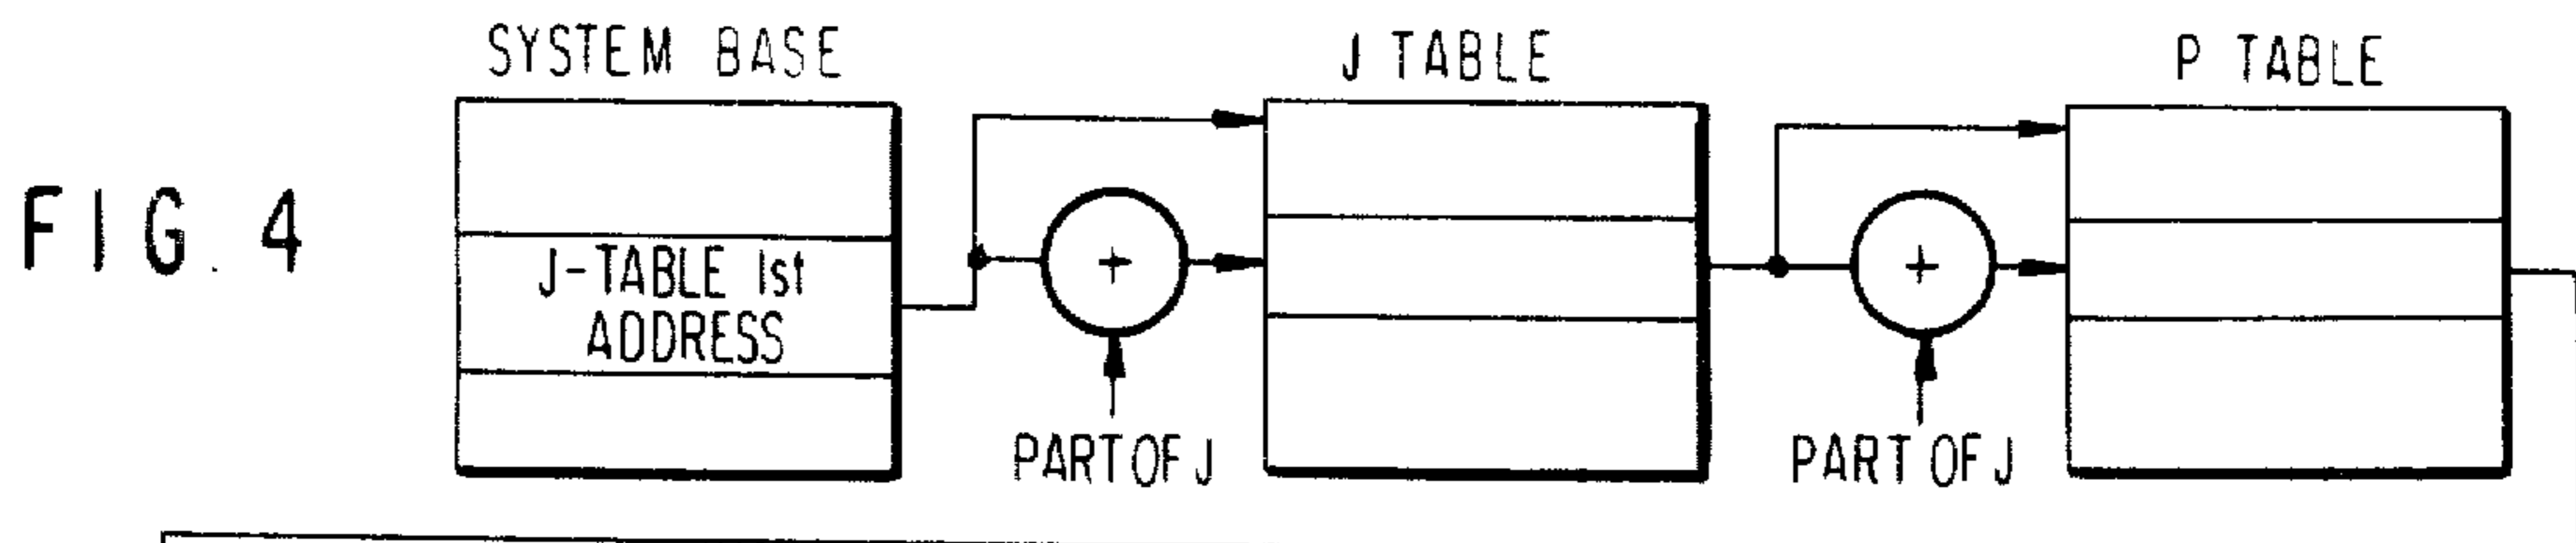 FIG. 4
SYSTEM BASE
J-TABLE 1st
ADDRESS
+
PART OF J
J TABLE
+
PART OF J
P TABLE